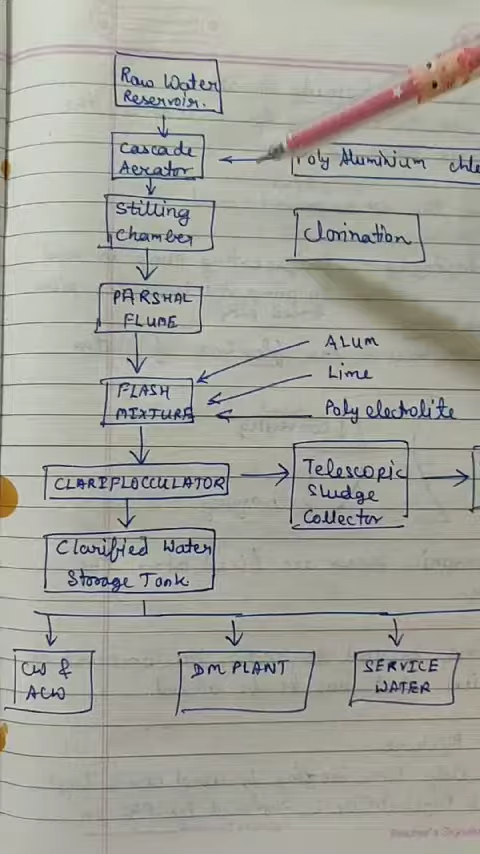 Raw Water
Reservoir.
Cascade
Aerator
Poly Aluminium Chlo
Stilling
Chamber
Clorination
PARSHAL
FLUME
ALUM
Lime
Poly electrolite
FLASH
MIXTURE
CLARIFLOCCULATOR
Telescopic
Sludge
Collector
Clarified Water
Storage Tank
CW &
ACW
DM PLANT
SERVICE
WATER